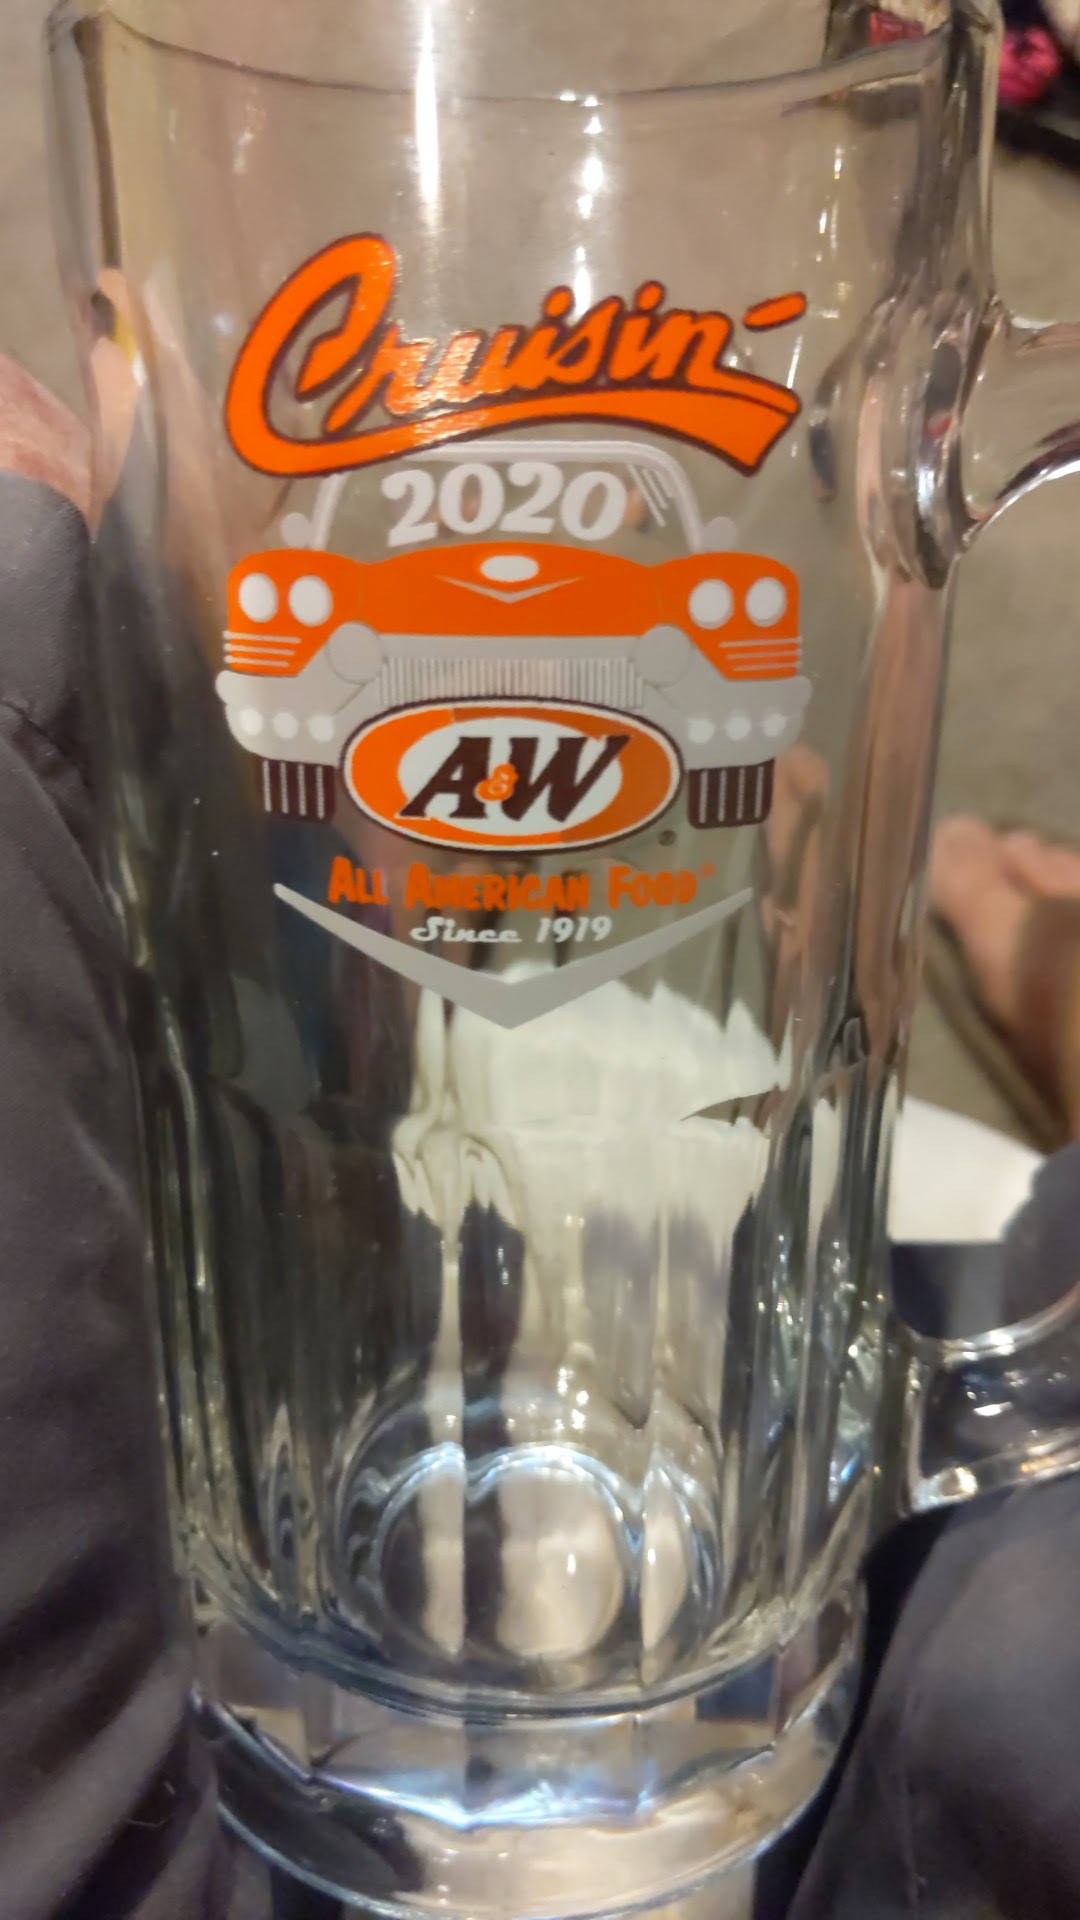 Cruisin'
2020
A&W
ALL AMERICAN FOOD®
Since 1919